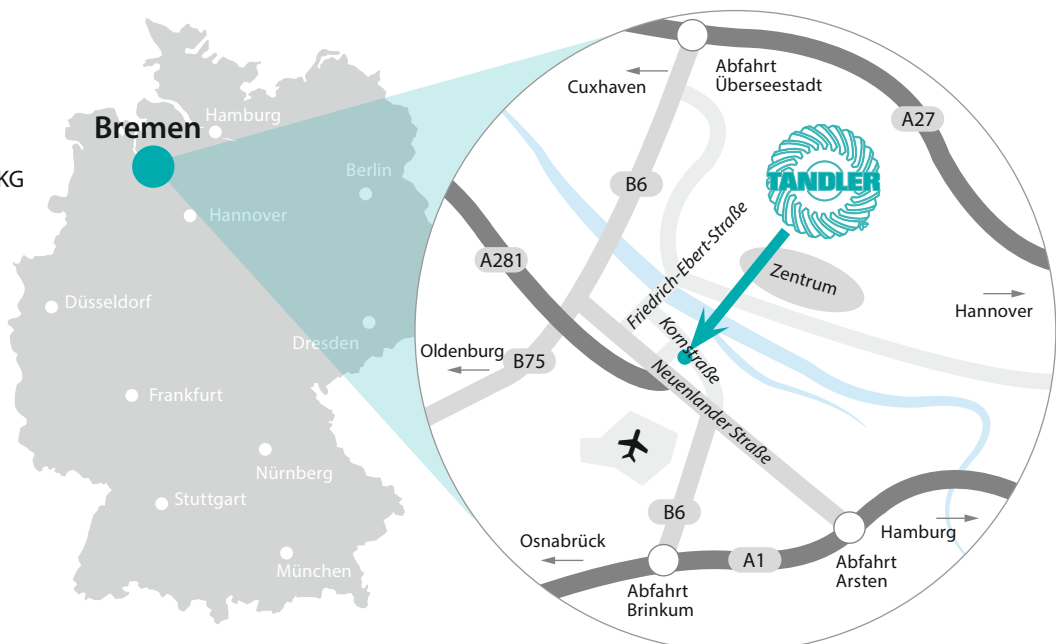 Hamburg
Bremen
KG
Berlin
Hannover
Düsseldorf
Dresden
Frankfurt
Nürnberg
Stuttgart
München
Abfahrt
Überseestadt
Cuxhaven
A27
B6
TANDLER
A281
Friedrich-Ebert-Straße
Zentrum
Hannover
Kornstraße
Oldenburg
B75
Neuenlander Straße
B6
Osnabrück
Hamburg
A1
Abfahrt
Arsten
Abfahrt
Brinkum